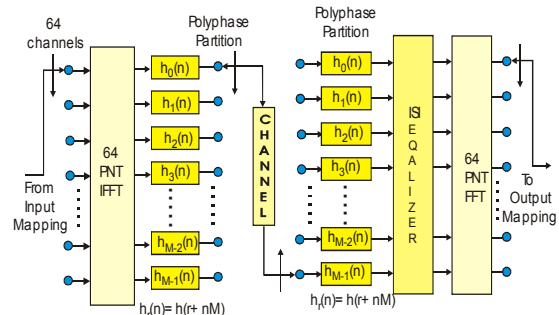 64
channels
Polyphase
Partition
h0(n)
h1(n)
h2(n)
h3(n)
hM-2(n)
hM-1(n)
64
PNT
IFFT
From
Input
Mapping
hr(n)= h(r+ nM)
CHANNEL
Polyphase
Partition
h0(n)
h1(n)
h2(n)
h3(n)
hM-2(n)
hM-1(n)
hr(n)= h(r+ nM)
ISI
EQALIZER
64
PNT
FFT
To
Output
Mapping